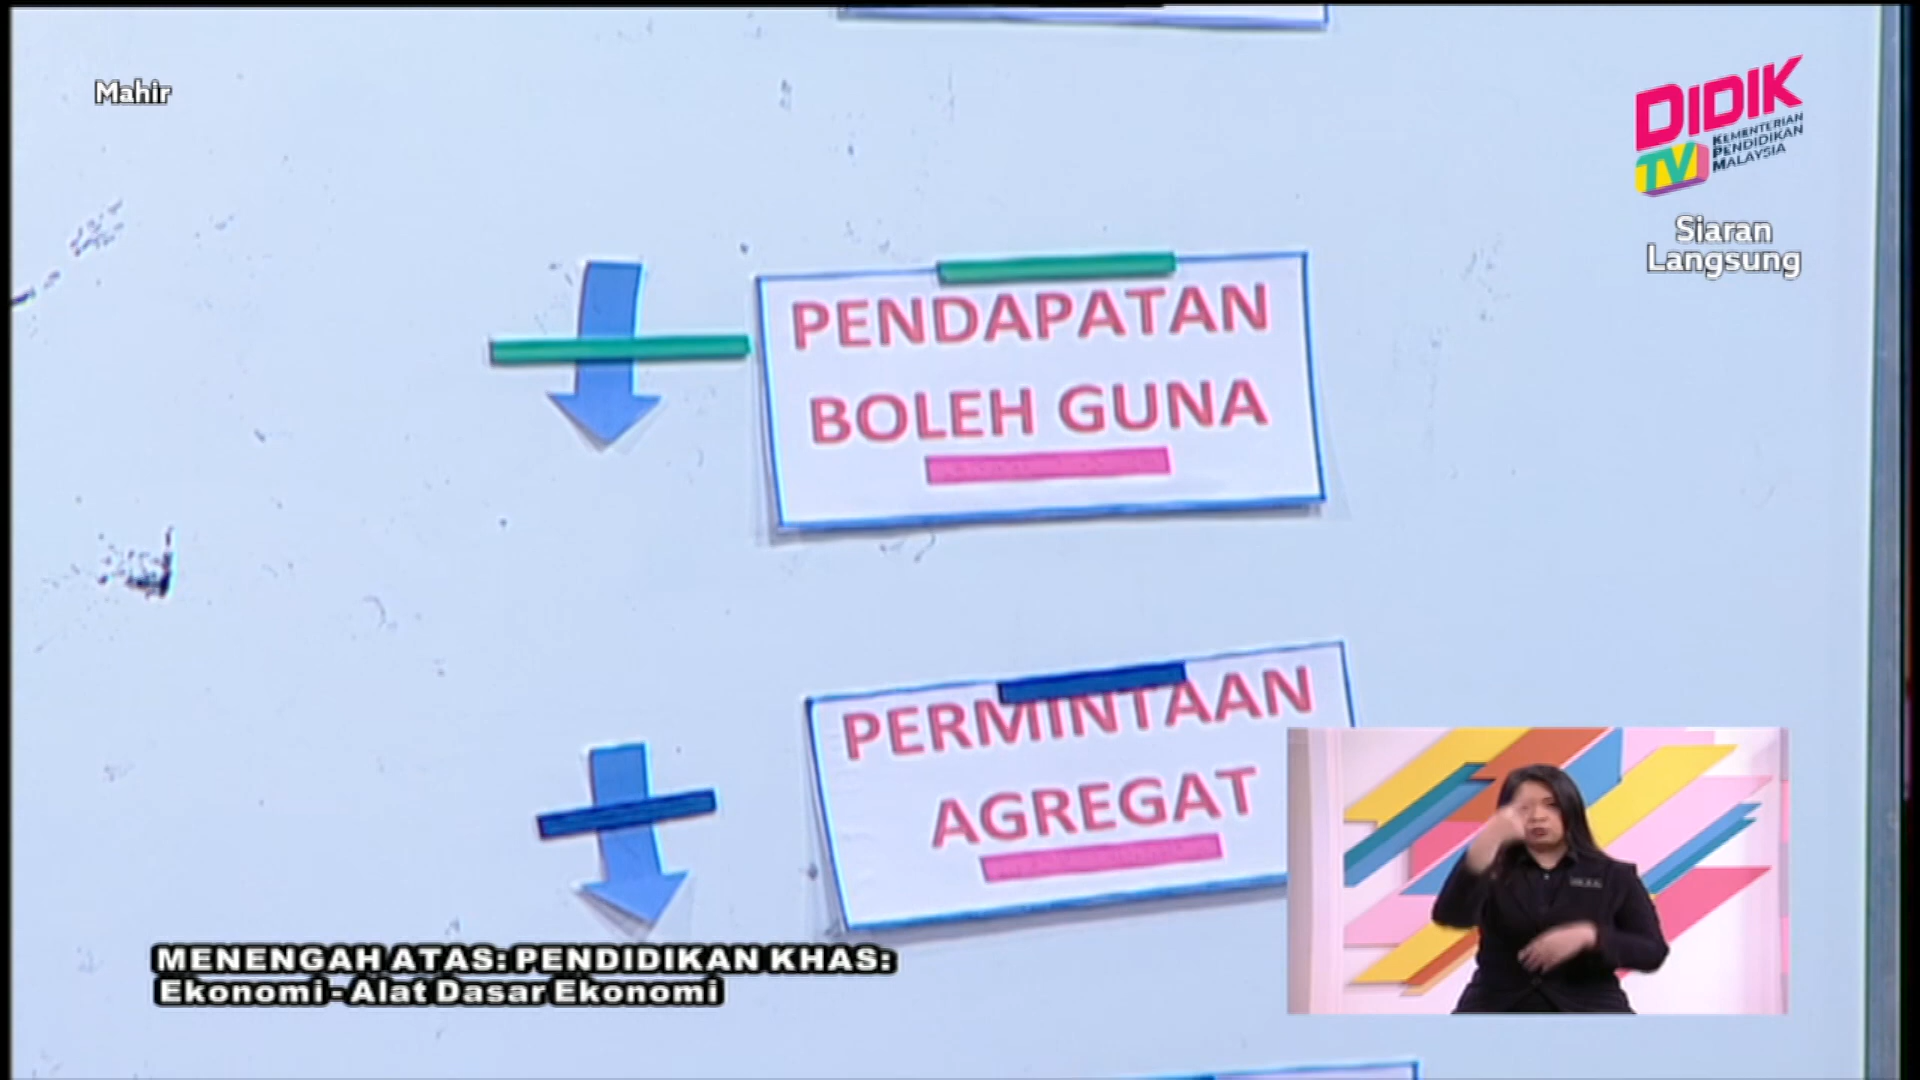 Mahir
DIDIK
TV
KEMENTERIAN
PENDIDIKAN
MALAYSIA
Siaran
Langsung
PENDAPATAN
BOLEH GUNA
PERMINTAAN
AGREGAT
MENENGAH ATAS: PENDIDIKAN KHAS:
Ekonomi - Alat Dasar Ekonomi